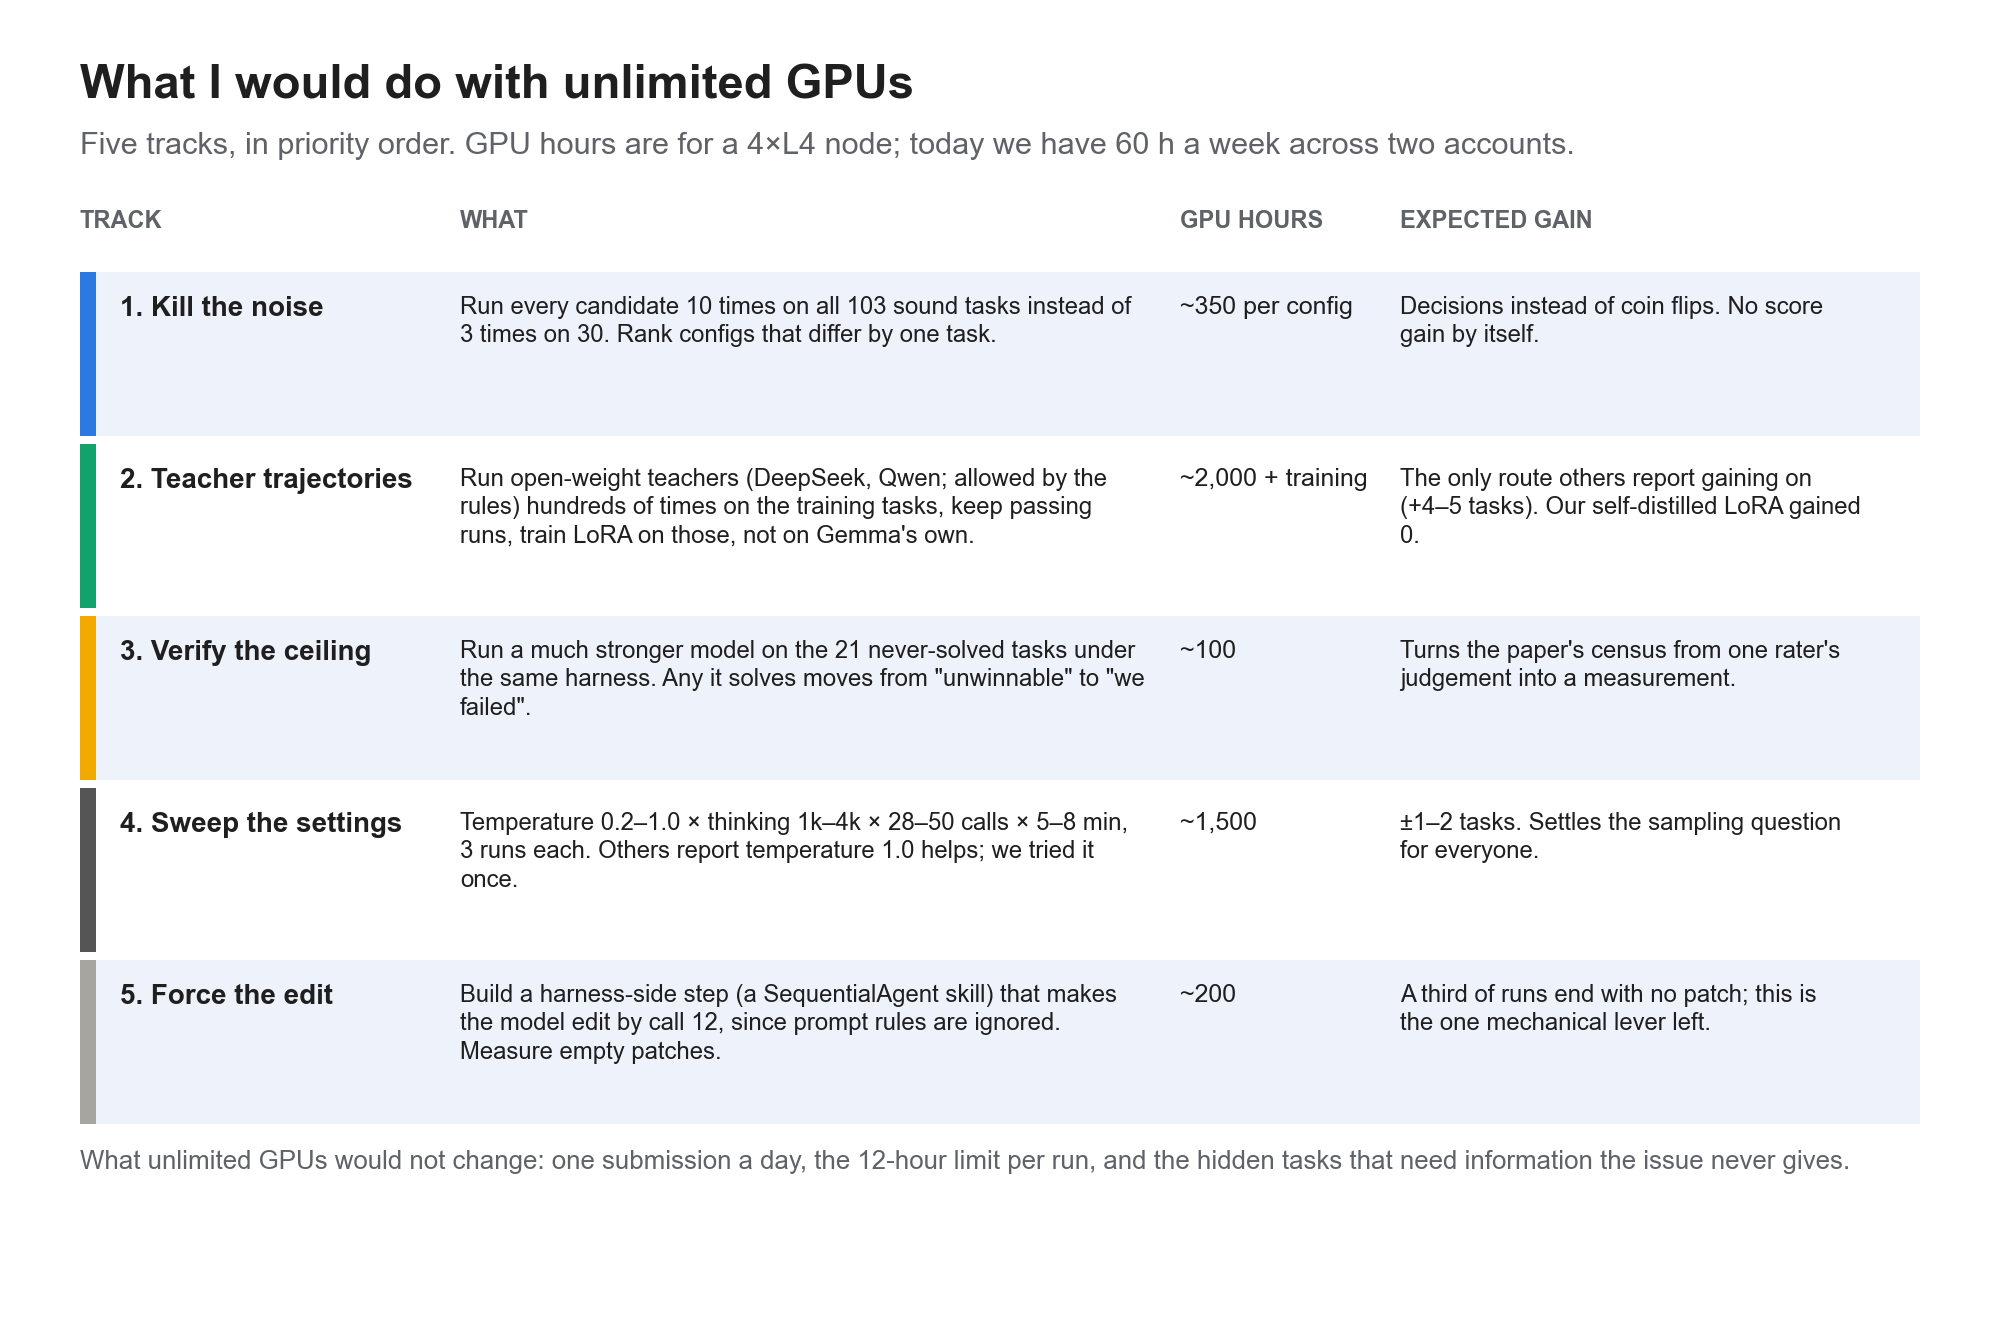 What I would do with unlimited GPUs
Five tracks, in priority order. GPU hours are for a 4×L4 node; today we have 60 h a week across two accounts.
TRACK WHAT GPU HOURS EXPECTED GAIN
1. Kill the noise
Run every candidate 10 times on all 103 sound tasks instead of
3 times on 30. Rank configs that differ by one task.
~350 per config
Decisions instead of coin flips. No score
gain by itself.
2. Teacher trajectories
Run open-weight teachers (DeepSeek, Qwen; allowed by the
rules) hundreds of times on the training tasks, keep passing
runs, train LoRA on those, not on Gemma's own.
~2,000 + training
The only route others report gaining on
(+4–5 tasks). Our self-distilled LoRA gained
0.
3. Verify the ceiling
Run a much stronger model on the 21 never-solved tasks under
the same harness. Any it solves moves from "unwinnable" to "we
failed".
~100
Turns the paper's census from one rater's
judgement into a measurement.
4. Sweep the settings
Temperature 0.2–1.0 × thinking 1k–4k × 28–50 calls × 5–8 min,
3 runs each. Others report temperature 1.0 helps; we tried it
once.
~1,500
±1–2 tasks. Settles the sampling question
for everyone.
5. Force the edit
Build a harness-side step (a SequentialAgent skill) that makes
the model edit by call 12, since prompt rules are ignored.
Measure empty patches.
~200
A third of runs end with no patch; this is
the one mechanical lever left.
What unlimited GPUs would not change: one submission a day, the 12-hour limit per run, and the hidden tasks that need information the issue never gives.